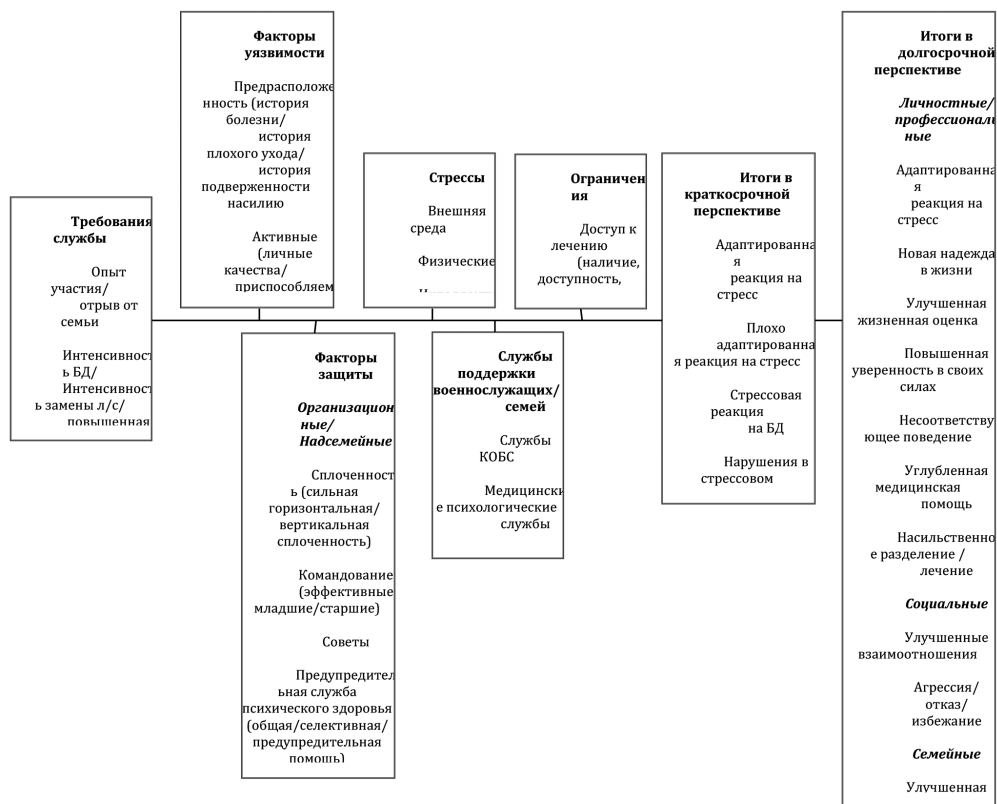 Требования
службы
Опыт
участия/
отрыв от
семьи
Интенсивност
ь БД/
Интенсивност
ь замены л/с/
повышенная
Факторы
уязвимости
Предрасположе
нность (история
болезни/
история
плохого ухода/
история
подверженности
насилию
Активные
(личные
качества/
приспособляем
Факторы
защиты
Организацион
ные/
Надсемейные
Сплоченност
ь (сильная
горизонтальная/
вертикальная
сплоченность)
Командование
(эффективные
младшие/старшие)
Советы
Предупредител
ьная служба
психического здоровья
(общая/селективная/
предупредительная
помощь)
Стрессы
Внешняя
среда
Физические
Службы
поддержки
военнослужащих/
семей
Службы
КОБС
Медицински
е психологические
службы
Ограничен
ия
Доступ к
лечению
(наличие,
доступность,
Итоги в
краткосрочной
перспективе
Адаптированна
я
реакция на
стресс
Плохо
адаптированна
я реакция на стресс
Стрессовая
реакция
на БД
Нарушения в
стрессовом
Итоги в
долгосрочной
перспективе
Личностные/
профессионал
ные
Адаптированна
я
реакция на
стресс
Новая надежда
в жизни
Улучшенная
жизненная оценка
Повышенная
уверенность в своих
силах
Несоответству
ющее поведение
Углубленная
медицинская
помощь
Насильственно
е разделение /
лечение
Социальные
Улучшенные
взаимоотношения
Агрессия/
отказ/
избежание
Семейные
Улучшенная